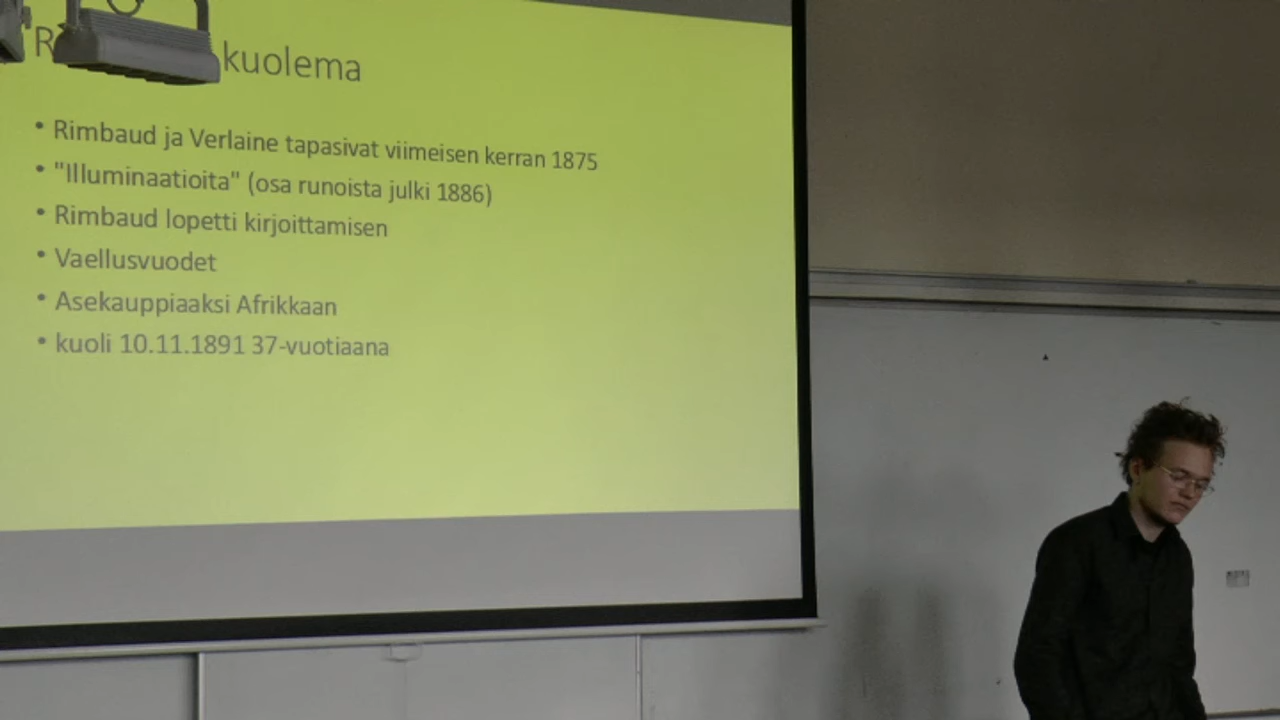 kuolema
• Rimbaud ja Verlaine tapasivat viimeisen kerran 1875
• "Illuminaatioita" (osa runoista julki 1886)
• Rimbaud lopetti kirjoittamisen
• Vaellusvuodet
• Asekauppiaaksi Afrikkaan
• kuoli 10.11.1891 37-vuotiaana